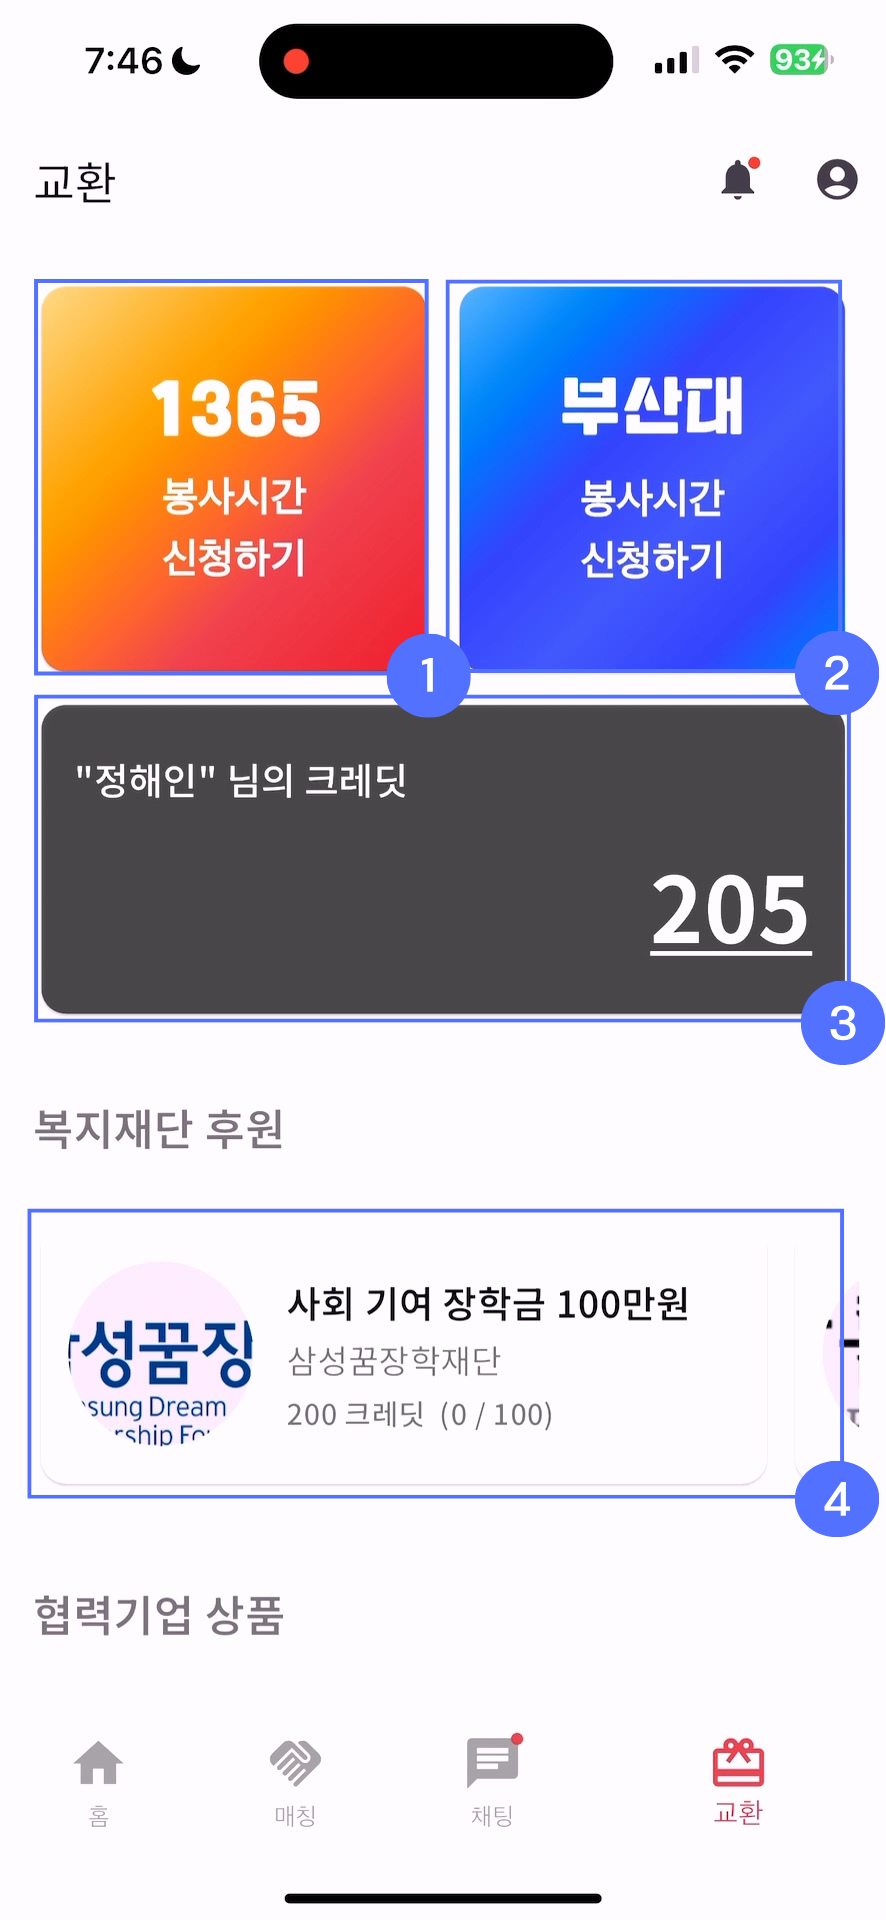 7:46
93
교환
1365
봉사시간
신청하기
1
부산대
봉사시간
신청하기
2
"정해인" 님의 크레딧
205
3
복지재단 후원
성꿈장
sung Dream
rship Fo
사회 기여 장학금 100만원
삼성꿈장학재단
200 크레딧 (0 / 100)
4
협력기업 상품
홈
매칭
채팅
교환